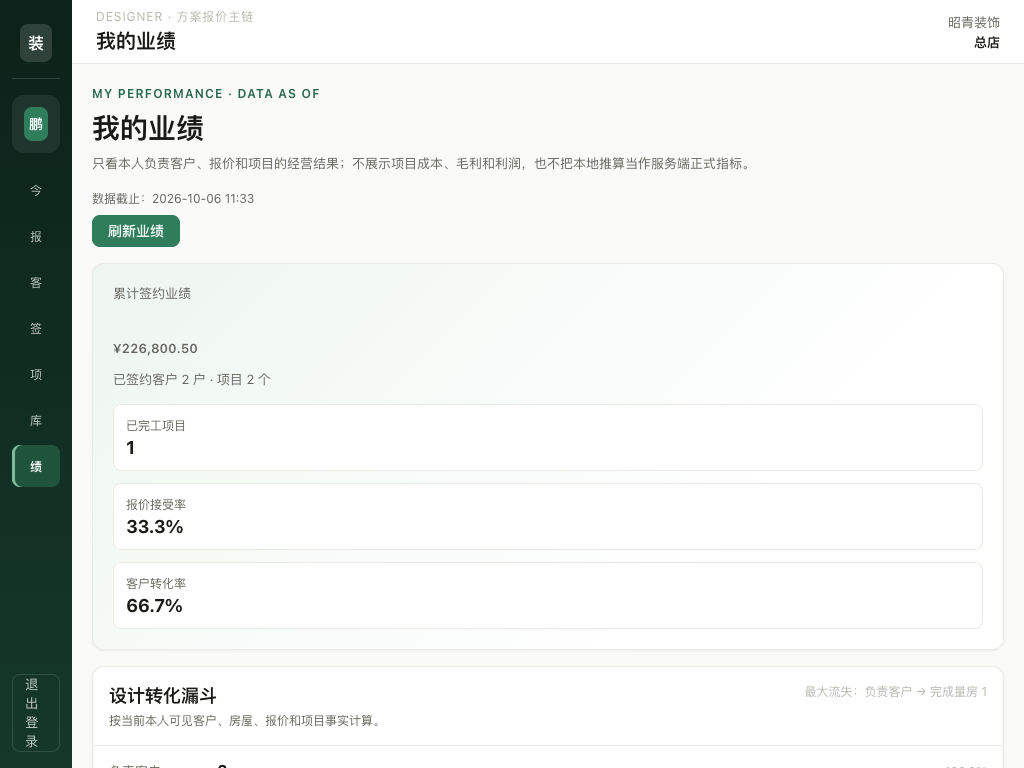 装
鹏
今
报
客
签
项
库
绩
退
出
登
录
DESIGNER · 方案报价主链
我的业绩
昭青装饰
总店
MY PERFORMANCE · DATA AS OF
我的业绩
只看本人负责客户、报价和项目的经营结果；不展示项目成本、毛利和利润，也不把本地推算当作服务端正式指标。
数据截止：2026-10-06 11:33
刷新业绩
累计签约业绩
¥226,800.50
已签约客户 2 户 · 项目 2 个
已完工项目
1
报价接受率
33.3%
客户转化率
66.7%
设计转化漏斗
最大流失：负责客户 → 完成量房 1
按当前本人可见客户、房屋、报价和项目事实计算。